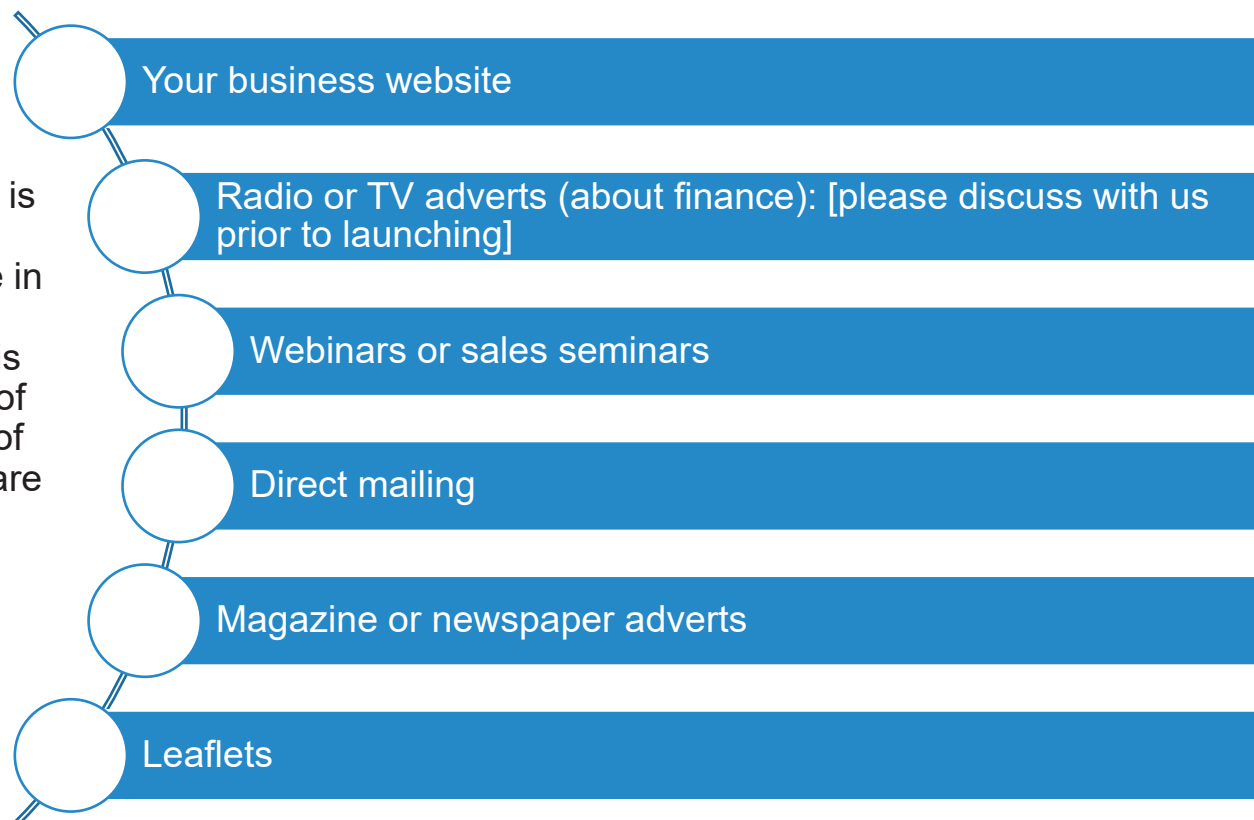 Your business website
is
Radio or TV adverts (about finance): [please discuss with us
prior to launching]
e in
Webinars or sales seminars
s
of
of
are
Direct mailing
Magazine or newspaper adverts
Leaflets